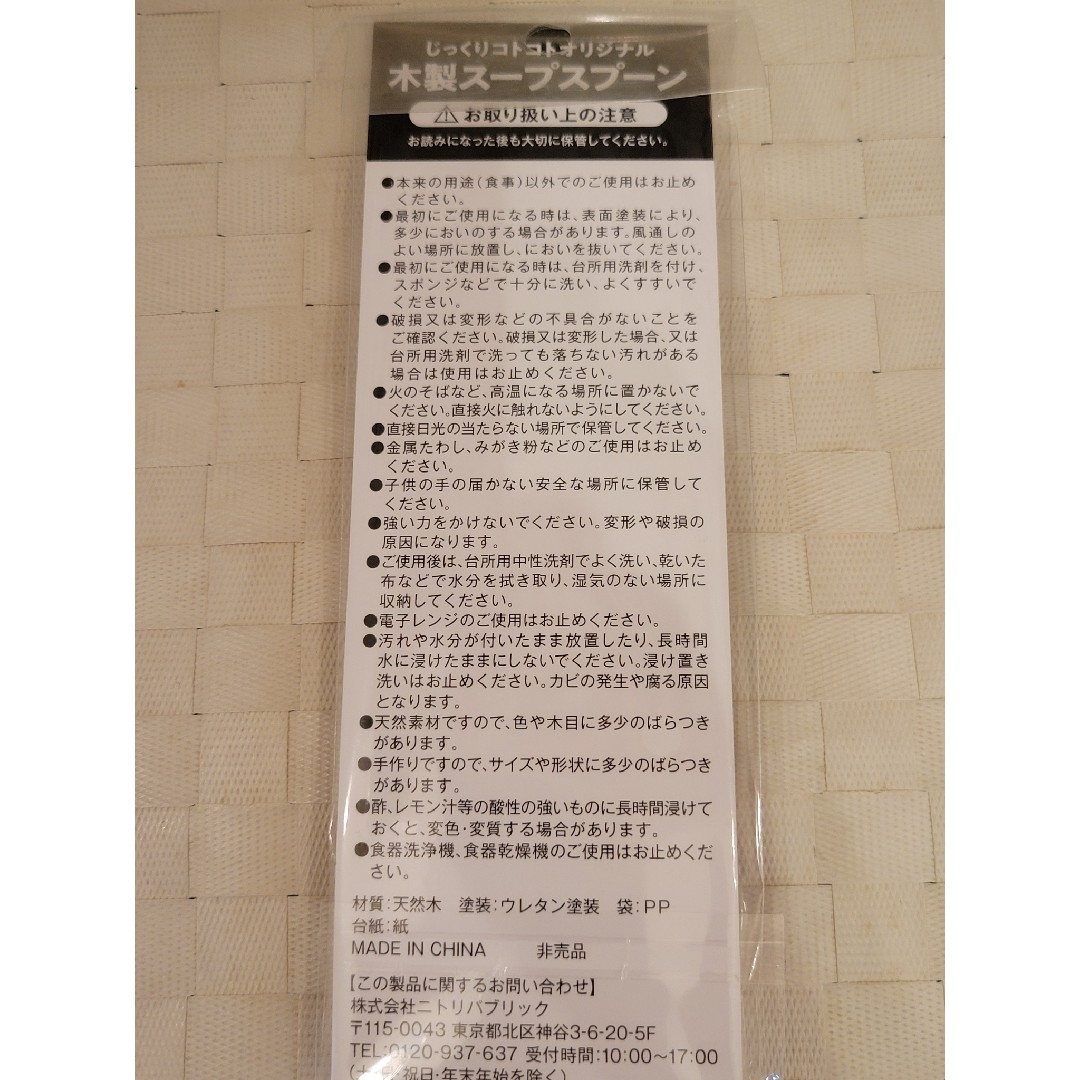 じっくりコトコトオリジナル
木製スープスプーン
⚠お取り扱い上の注意
お読みになった後も大切に保管してください。
●本来の用途(食事)以外でのご使用はお止め
ください。
●最初にご使用になる時は、表面塗装により、
多少においのする場合があります。風通しの
よい場所に放置し、においを抜いてください。
●最初にご使用になる時は、台所用洗剤を付け、
スポンジなどで十分に洗い、よくすすいで
ください。
●破損又は変形などの不具合がないことを
ご確認ください。破損又は変形した場合、又は
台所用洗剤で洗っても落ちない汚れがある
場合は使用はお止めください。
●火のそばなど、高温になる場所に置かないで
ください。直接火に触れないようにしてください。
●直接日光の当たらない場所で保管してください。
●金属たわし、みがき粉などのご使用はお止め
ください。
●子供の手の届かない安全な場所に保管して
ください。
●強い力をかけないでください。変形や破損の
原因になります。
●ご使用後は、台所用中性洗剤でよく洗い、乾いた
布などで水分を拭き取り、湿気のない場所に
収納してください。
●電子レンジのご使用はお止めください。
●汚れや水分が付いたまま放置したり、長時間
水に浸けたままにしないでください。浸け置き
洗いはお止めください。カビの発生や腐る原因
となります。
●天然素材ですので、色や木目に多少のばらつき
があります。
●手作りですので、サイズや形状に多少のばらつき
があります。
●酢、レモン汁等の酸性の強いものに長時間浸けて
おくと、変色・変質する場合があります。
●食器洗浄機、食器乾燥機のご使用はお止めくだ
さい。
材質:天然木 塗装:ウレタン塗装 袋:PP
台紙:紙
MADE IN CHINA 非売品
【この製品に関するお問い合わせ】
株式会社ニトリパブリック
〒115-0043 東京都北区神谷3-6-20-5F
TEL:0120-937-637 受付時間:10:00～17:00
(土・日・祝日・年末年始を除く)